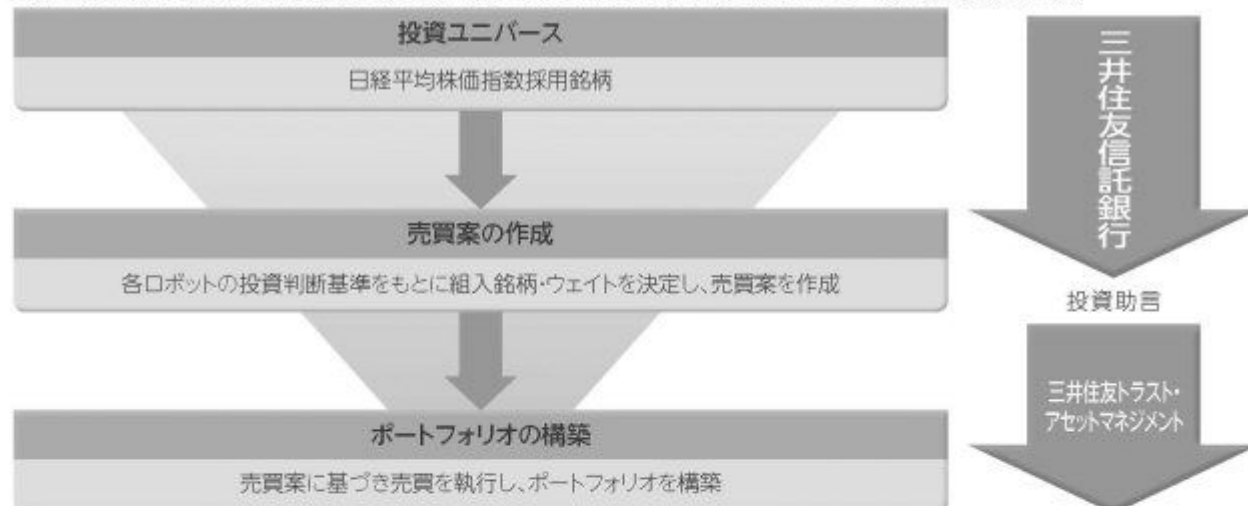 投資ユニバース
日経平均株価指数採用銘柄
売買案の作成
各ロボットの投資判断基準をもとに組入銘柄・ウェイトを決定し、売買案を作成
ポートフォリオの構築
売買案に基づき売買を執行し、ポートフォリオを構築
三井住友信託銀行
投資助言
三井住友トラスト・
アセットマネジメント